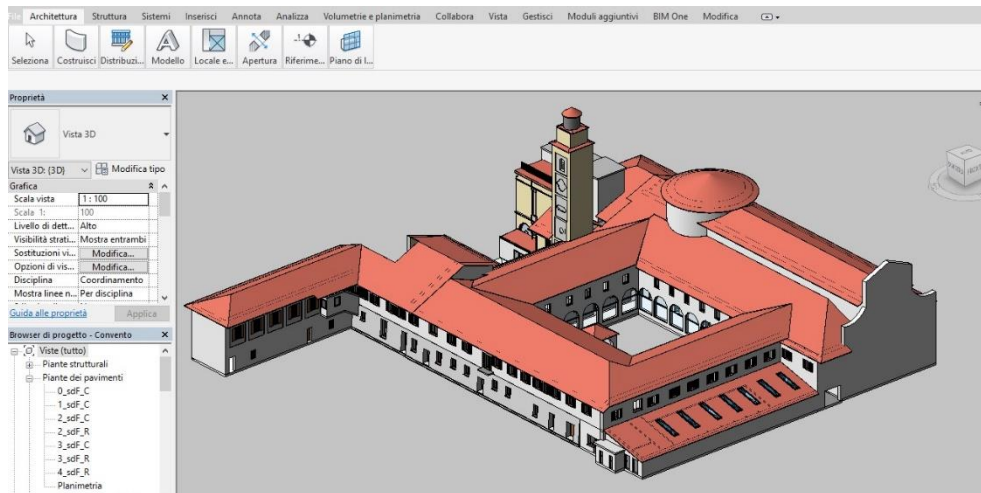 Architettura Struttura Sistemi Inserisci Annota Analizza Volumetrie e planimetria Collabora Vista Gestisci Moduli aggiuntivi BIM One Modifica
Seleziona Costruisci Distribuzi... Modello Locale e... Apertura Riferime... Piano di l...
Proprietà X
Vista 3D
Vista 3D: {3D} Modifica tipo
Grafica
Scala vista 1 : 100
Scala 1: 100
Livello di dett... Alto
Visibilità strati... Mostra entrambi
Sostituzioni vi... Modifica...
Opzioni di vis... Modifica...
Disciplina Coordinamento
Mostra linee n... Per disciplina
Guida alle proprietà Applica
Browser di progetto - Convento X
Viste (tutto)
Piante strutturali
Piante dei pavimenti
0_sdF_C
1_sdF_C
2_sdF_C
2_sdF_R
3_sdF_C
3_sdF_R
4_sdF_R
Planimetria